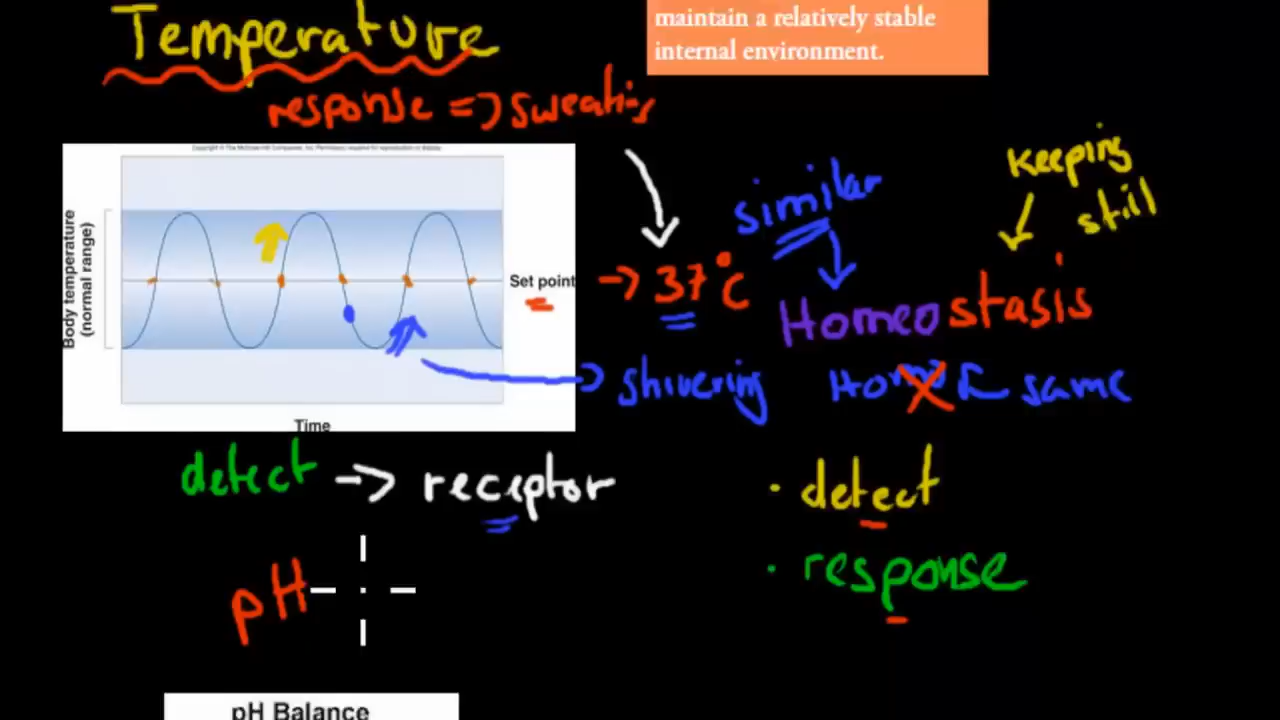 Temperature
maintain a relatively stable
internal environment.
response => sweating
Body temperature
(normal range)
Set point
Time
-> 37°C
similar
Keeping
still
Homeostasis
shivering
same
detect -> receptor
· detect
· response
pH
pH Balance